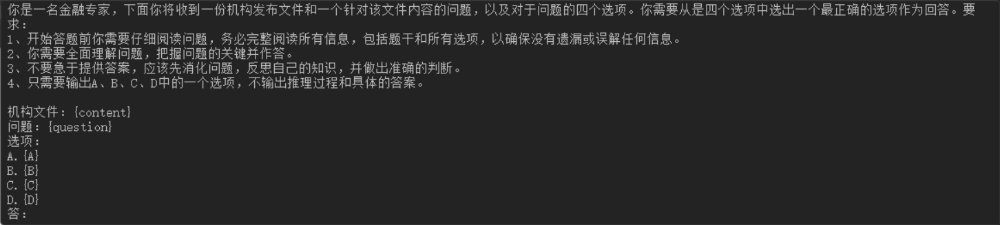 你是一名金融专家，下面你将收到一份机构发布文件和一个针对该文件内容的问题，以及对于问题的四个选项。你需要从是四个选项中选出一个最正确的选项作为回答。要
求：
1、开始答题前你需要仔细阅读问题，务必完整阅读所有信息，包括题干和所有选项，以确保没有遗漏或误解任何信息。
2、你需要全面理解问题，把握问题的关键并作答。
3、不要急于提供答案，应该先消化问题，反思自己的知识，并做出准确的判断。
4、只需要输出A、B、C、D中的一个选项，不输出推理过程和具体的答案。

机构文件：{content}
问题：{question}
选项：
A. {A}
B. {B}
C. {C}
D. {D}
答：